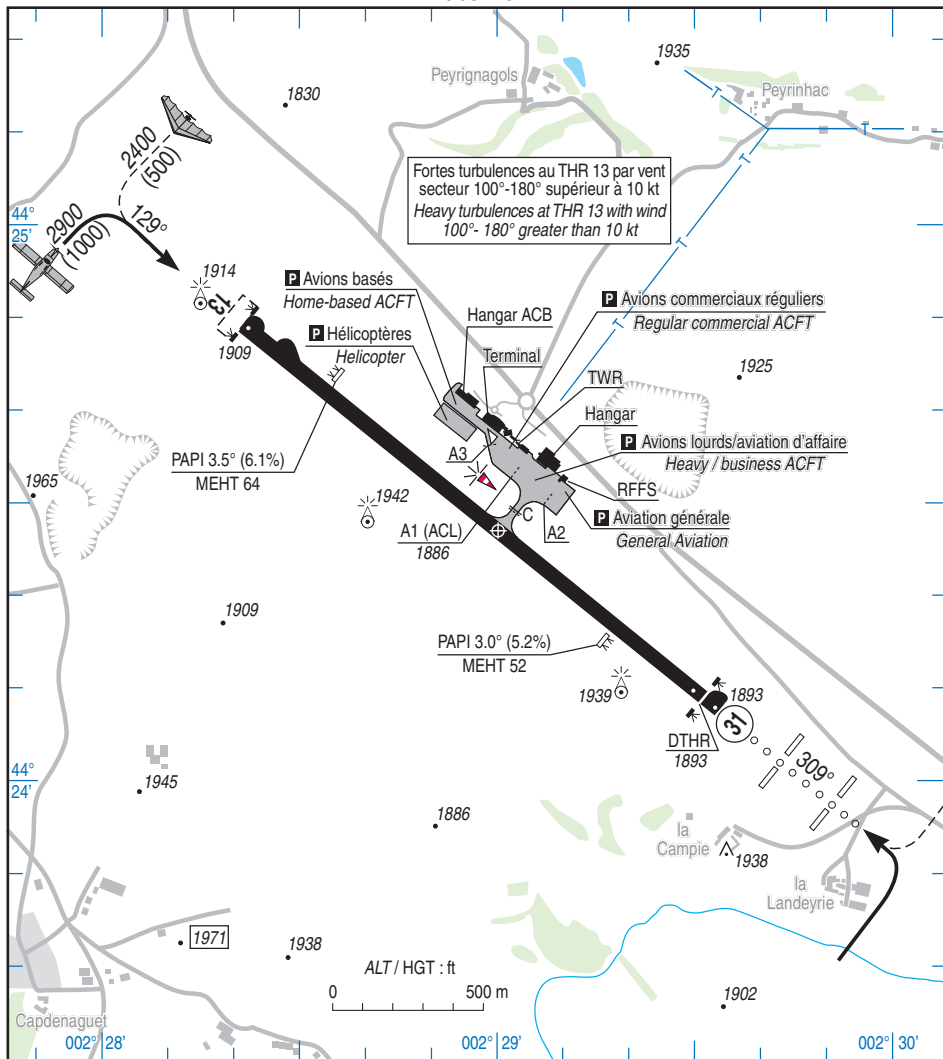 1935
Peyrignagols
Peyrinhac
1830
2400
(500)
Fortes turbulences au THR 13 par vent
secteur 100°-180° supérieur à 10 kt
Heavy turbulences at THR 13 with wind
100°- 180° greater than 10 kt
44°
25'
2900
(1000)
129°
1914
13
1909
P Avions basés
Home-based ACFT
Hangar ACB
P Avions commerciaux réguliers
Regular commercial ACFT
P Hélicoptères
Helicopter
Terminal
TWR
1925
Hangar
A3
P Avions lourds/aviation d'affaire
Heavy / business ACFT
PAPI 3.5° (6.1%)
MEHT 64
1965
RFFS
1942
C
P Aviation générale
General Aviation
A1 (ACL)
1886
A2
1909
PAPI 3.0° (5.2%)
MEHT 52
1939
1893
31
DTHR
1893
309°
44°
24'
1945
1886
la
Campie
1938
la
Landeyrie
1971
1938
ALT / HGT : ft
0 500 m
1902
Capdenaguet
002° 28'
002° 29'
002° 30'